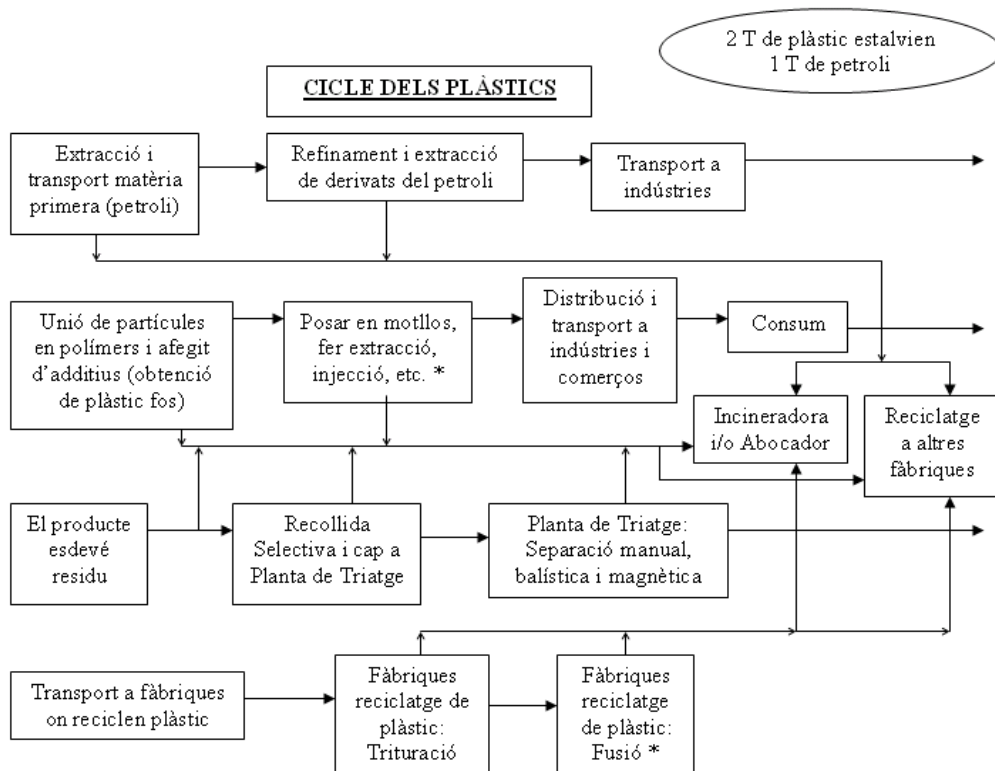 2 T de plàstic estalvien
1 T de petroli
CICLE DELS PLÀSTICS
Extracció i
transport matèria
primera (petroli)
Refinament i extracció
de derivats del petroli
Transport a
indústries
Unió de partícules
en polímers i afegit
d'additius (obtenció
de plàstic fos)
Posar en motllos,
fer extracció,
injecció, etc. *
Distribució i
transport a
indústries i
comerços
Consum
Incineradora
i/o Abocador
Reciclatge
a altres
fàbriques
El producte
esdevé
residu
Recollida
Selectiva i cap a
Planta de Triatge
Planta de Triatge:
Separació manual,
balística i magnètica
Transport a fàbriques
on reciclen plàstic
Fàbriques
reciclatge de
plàstic:
Trituració
Fàbriques
reciclatge
de plàstic:
Fusió *